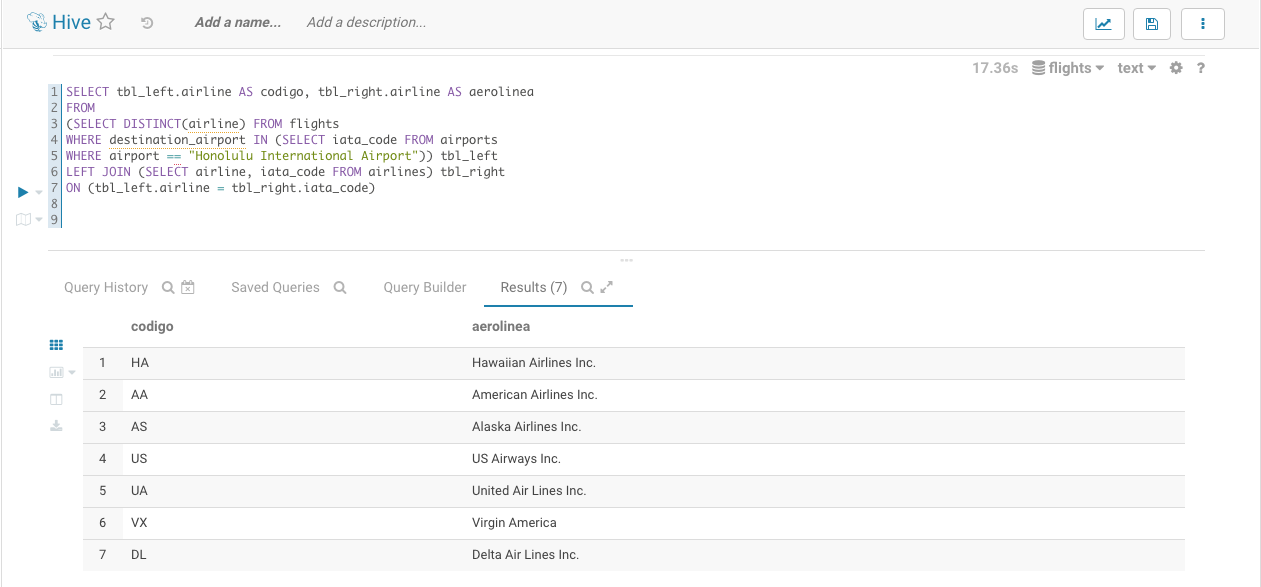 Hive Add a name... Add a description...
17.36s flights text ?
1 SELECT tbl_left.airline AS codigo, tbl_right.airline AS aerolinea
2 FROM
3 (SELECT DISTINCT(airline) FROM flights
4 WHERE destination_airport IN (SELECT iata_code FROM airports
5 WHERE airport == "Honolulu International Airport")) tbl_left
6 LEFT JOIN (SELECT airline, iata_code FROM airlines) tbl_right
7 ON (tbl_left.airline = tbl_right.iata_code)
8
9
Query History Saved Queries Query Builder Results (7)
codigo aerolinea
1 HA Hawaiian Airlines Inc.
2 AA American Airlines Inc.
3 AS Alaska Airlines Inc.
4 US US Airways Inc.
5 UA United Air Lines Inc.
6 VX Virgin America
7 DL Delta Air Lines Inc.